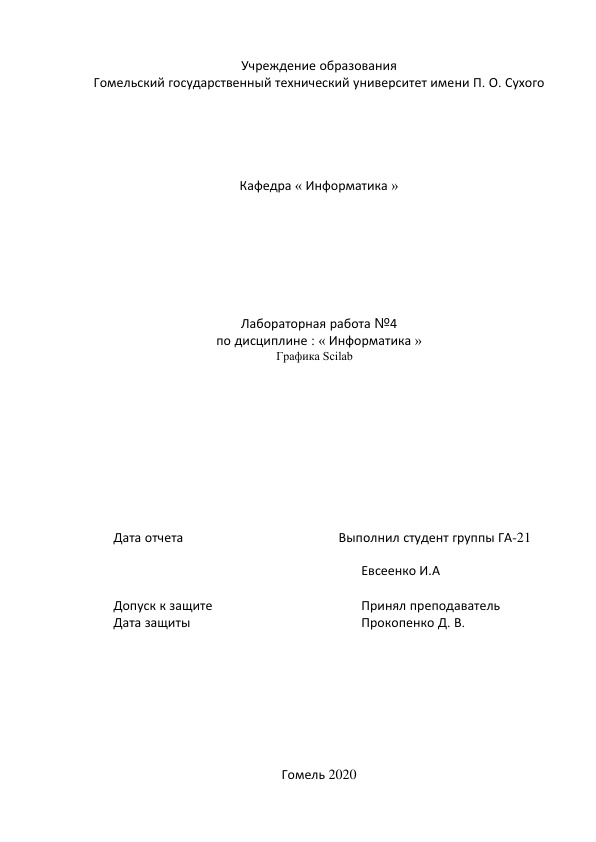 Учреждение образования
Гомельский государственный технический университет имени П. О. Сухого
Кафедра « Информатика »
Лабораторная работа №4
по дисциплине : « Информатика »
Графика Scilab
Дата отчета Выполнил студент группы ГА-21
Евсеенко И.А
Допуск к защите Принял преподаватель
Дата защиты Прокопенко Д. В.
Гомель 2020